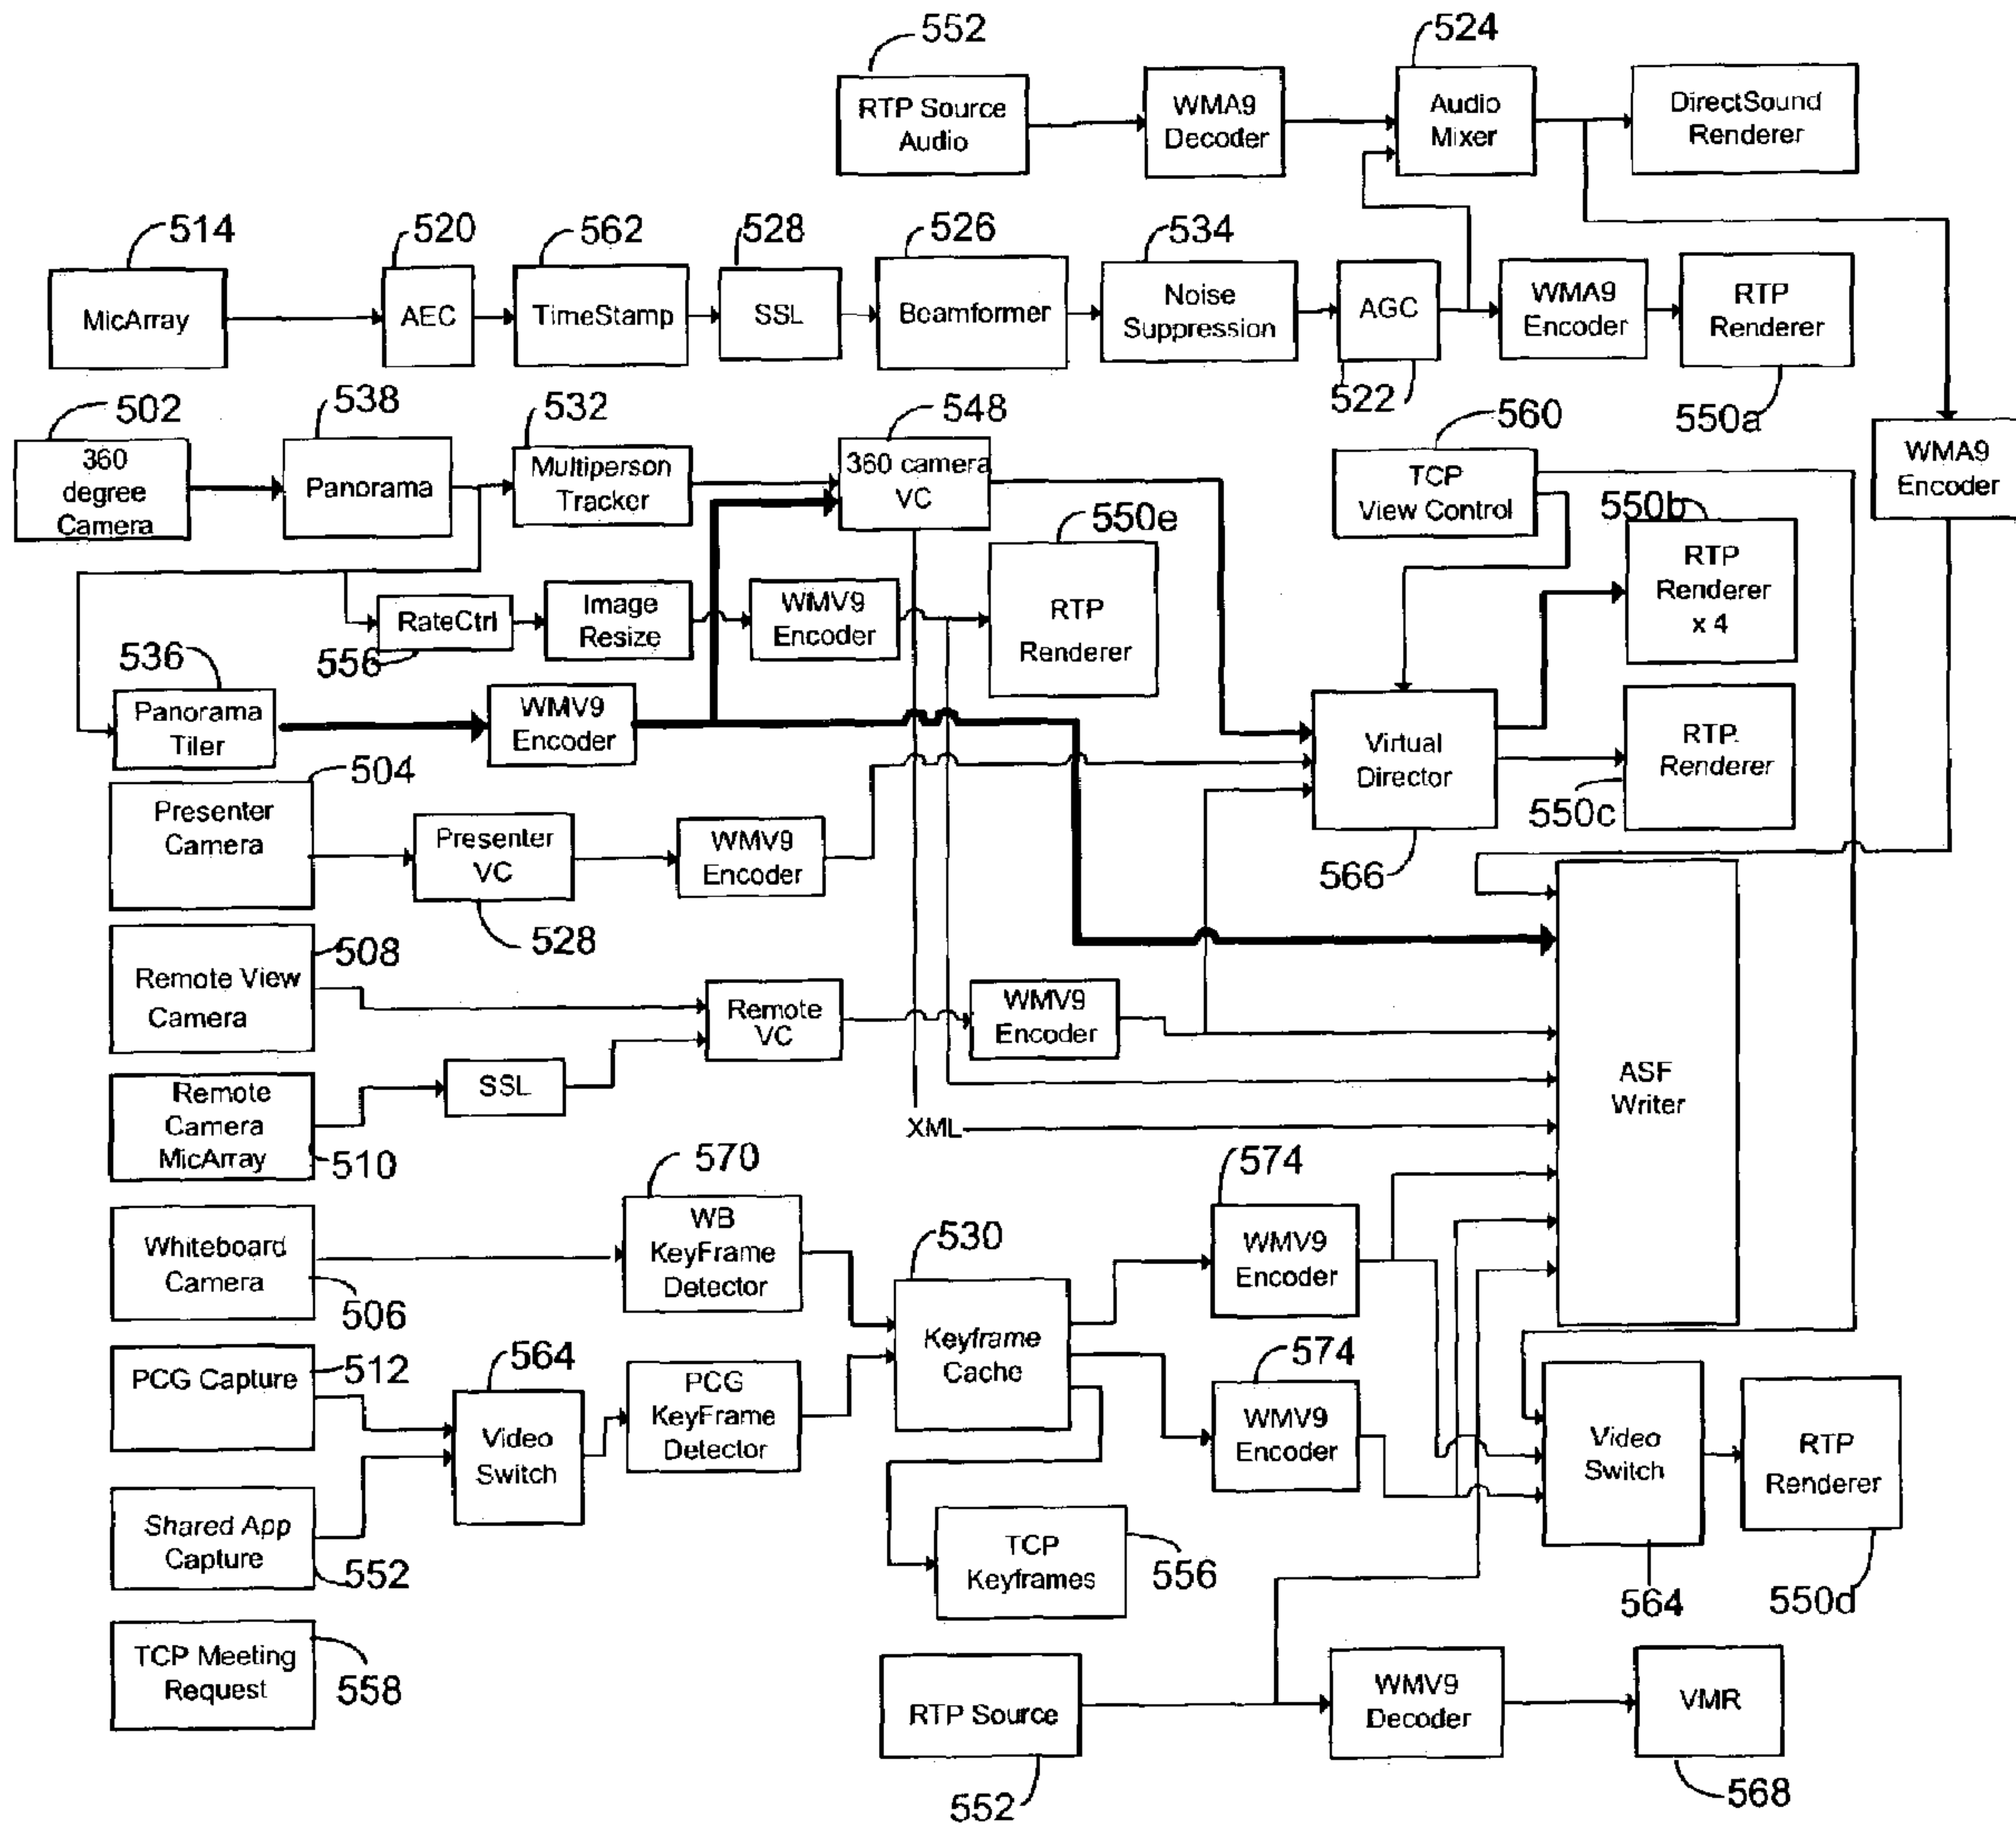 552
524
RTP Source
Audio
WMA9
Decoder
Audio
Mixer
DirectSound
Renderer
514
520
562
528
526
534
MicArray
AEC
TimeStamp
SSL
Beamformer
Noise
Suppression
AGC
WMA9
Encoder
RTP
Renderer
522
550a
502
538
532
548
560
360
degree
Camera
Panorama
Multiperson
Tracker
360 camera
VC
TCP
View Control
WMA9
Encoder
550e
550b
RateCtrl
556
Image
Resize
WMV9
Encoder
RTP
Renderer
RTP
Renderer
x 4
536
Panorama
Tiler
WMV9
Encoder
Virtual
Director
566
RTP.
Renderer
550c
504
Presenter
Camera
Presenter
VC
528
WMV9
Encoder
508
Remote View
Camera
Remote
VC
WMV9
Encoder
ASF
Writer
Remote
Camera
MicArray
510
SSL
XML
570
574
Whiteboard
Camera
506
WB
KeyFrame
Detector
530
WMV9
Encoder
Keyframe
Cache
PCG Capture
512
564
Video
Switch
PCG
KeyFrame
Detector
574
WMV9
Encoder
Video
Switch
564
RTP
Renderer
550d
Shared App
Capture
552
TCP
Keyframes
556
TCP Meeting
Request
558
RTP Source
552
WMV9
Decoder
VMR
568